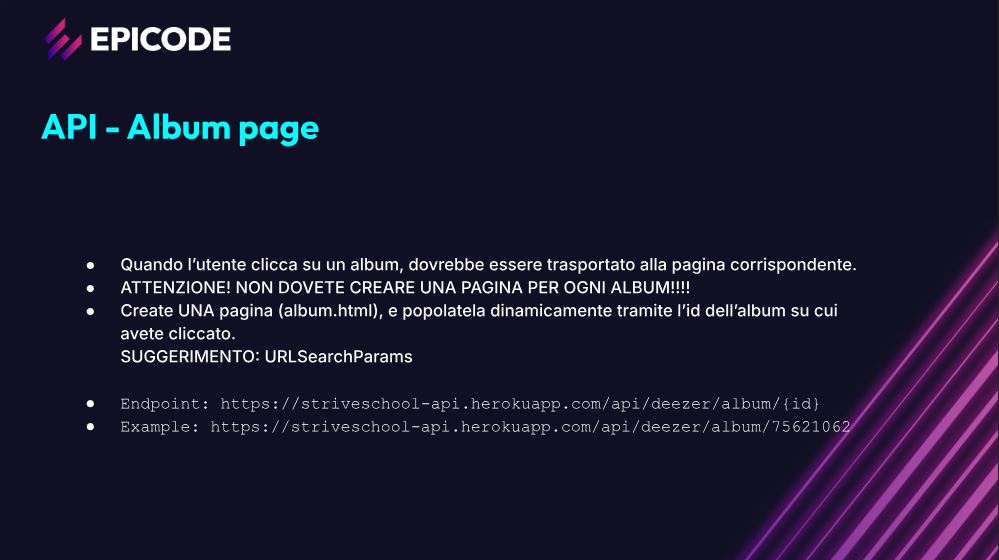 EPICODE
API - Album page
● Quando l’utente clicca su un album, dovrebbe essere trasportato alla pagina corrispondente.
● ATTENZIONE! NON DOVETE CREARE UNA PAGINA PER OGNI ALBUM!!!!
● Create UNA pagina (album.html), e popolatela dinamicamente tramite l’id dell’album su cui
avete cliccato.
SUGGERIMENTO: URLSearchParams
● Endpoint: https://striveschool-api.herokuapp.com/api/deezer/album/{id}
● Example: https://striveschool-api.herokuapp.com/api/deezer/album/75621062